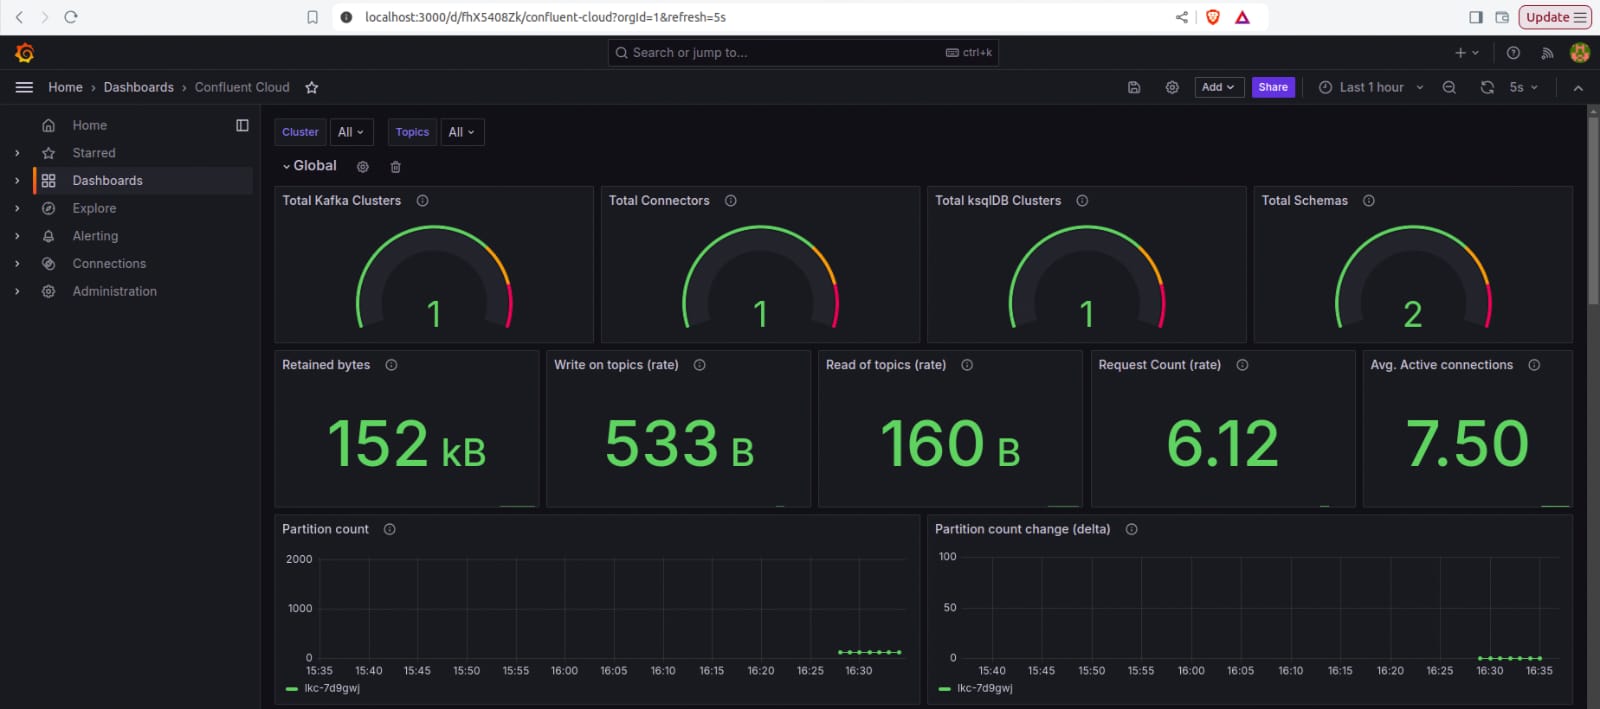 localhost:3000/d/fhX5408Zk/confluent-cloud?orgId=1&refresh=5s
Update
Search or jump to...
ctrl+k
Home › Dashboards › Confluent Cloud
Add
Share
Last 1 hour
5s
Home
Starred
Dashboards
Explore
Alerting
Connections
Administration
Cluster All Topics All
Global
Total Kafka Clusters
1
Total Connectors
1
Total ksqlDB Clusters
1
Total Schemas
2
Retained bytes
152 kB
Write on topics (rate)
533 B
Read of topics (rate)
160 B
Request Count (rate)
6.12
Avg. Active connections
7.50
Partition count
2000
1000
0
15:35 15:40 15:45 15:50 15:55 16:00 16:05 16:10 16:15 16:20 16:25 16:30
lkc-7d9gwj
Partition count change (delta)
100
50
0
15:40 15:45 15:50 15:55 16:00 16:05 16:10 16:15 16:20 16:25 16:30 16:35
lkc-7d9gwj